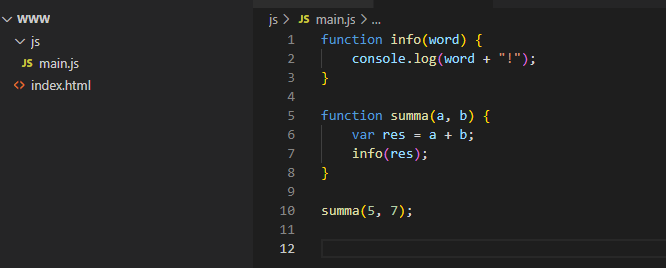 WWW
js
JS main.js
<> index.html
js > JS main.js > ...
1 function info(word) {
2     console.log(word + "!");
3 }
4
5 function summa(a, b) {
6     var res = a + b;
7     info(res);
8 }
9
10 summa(5, 7);
11
12